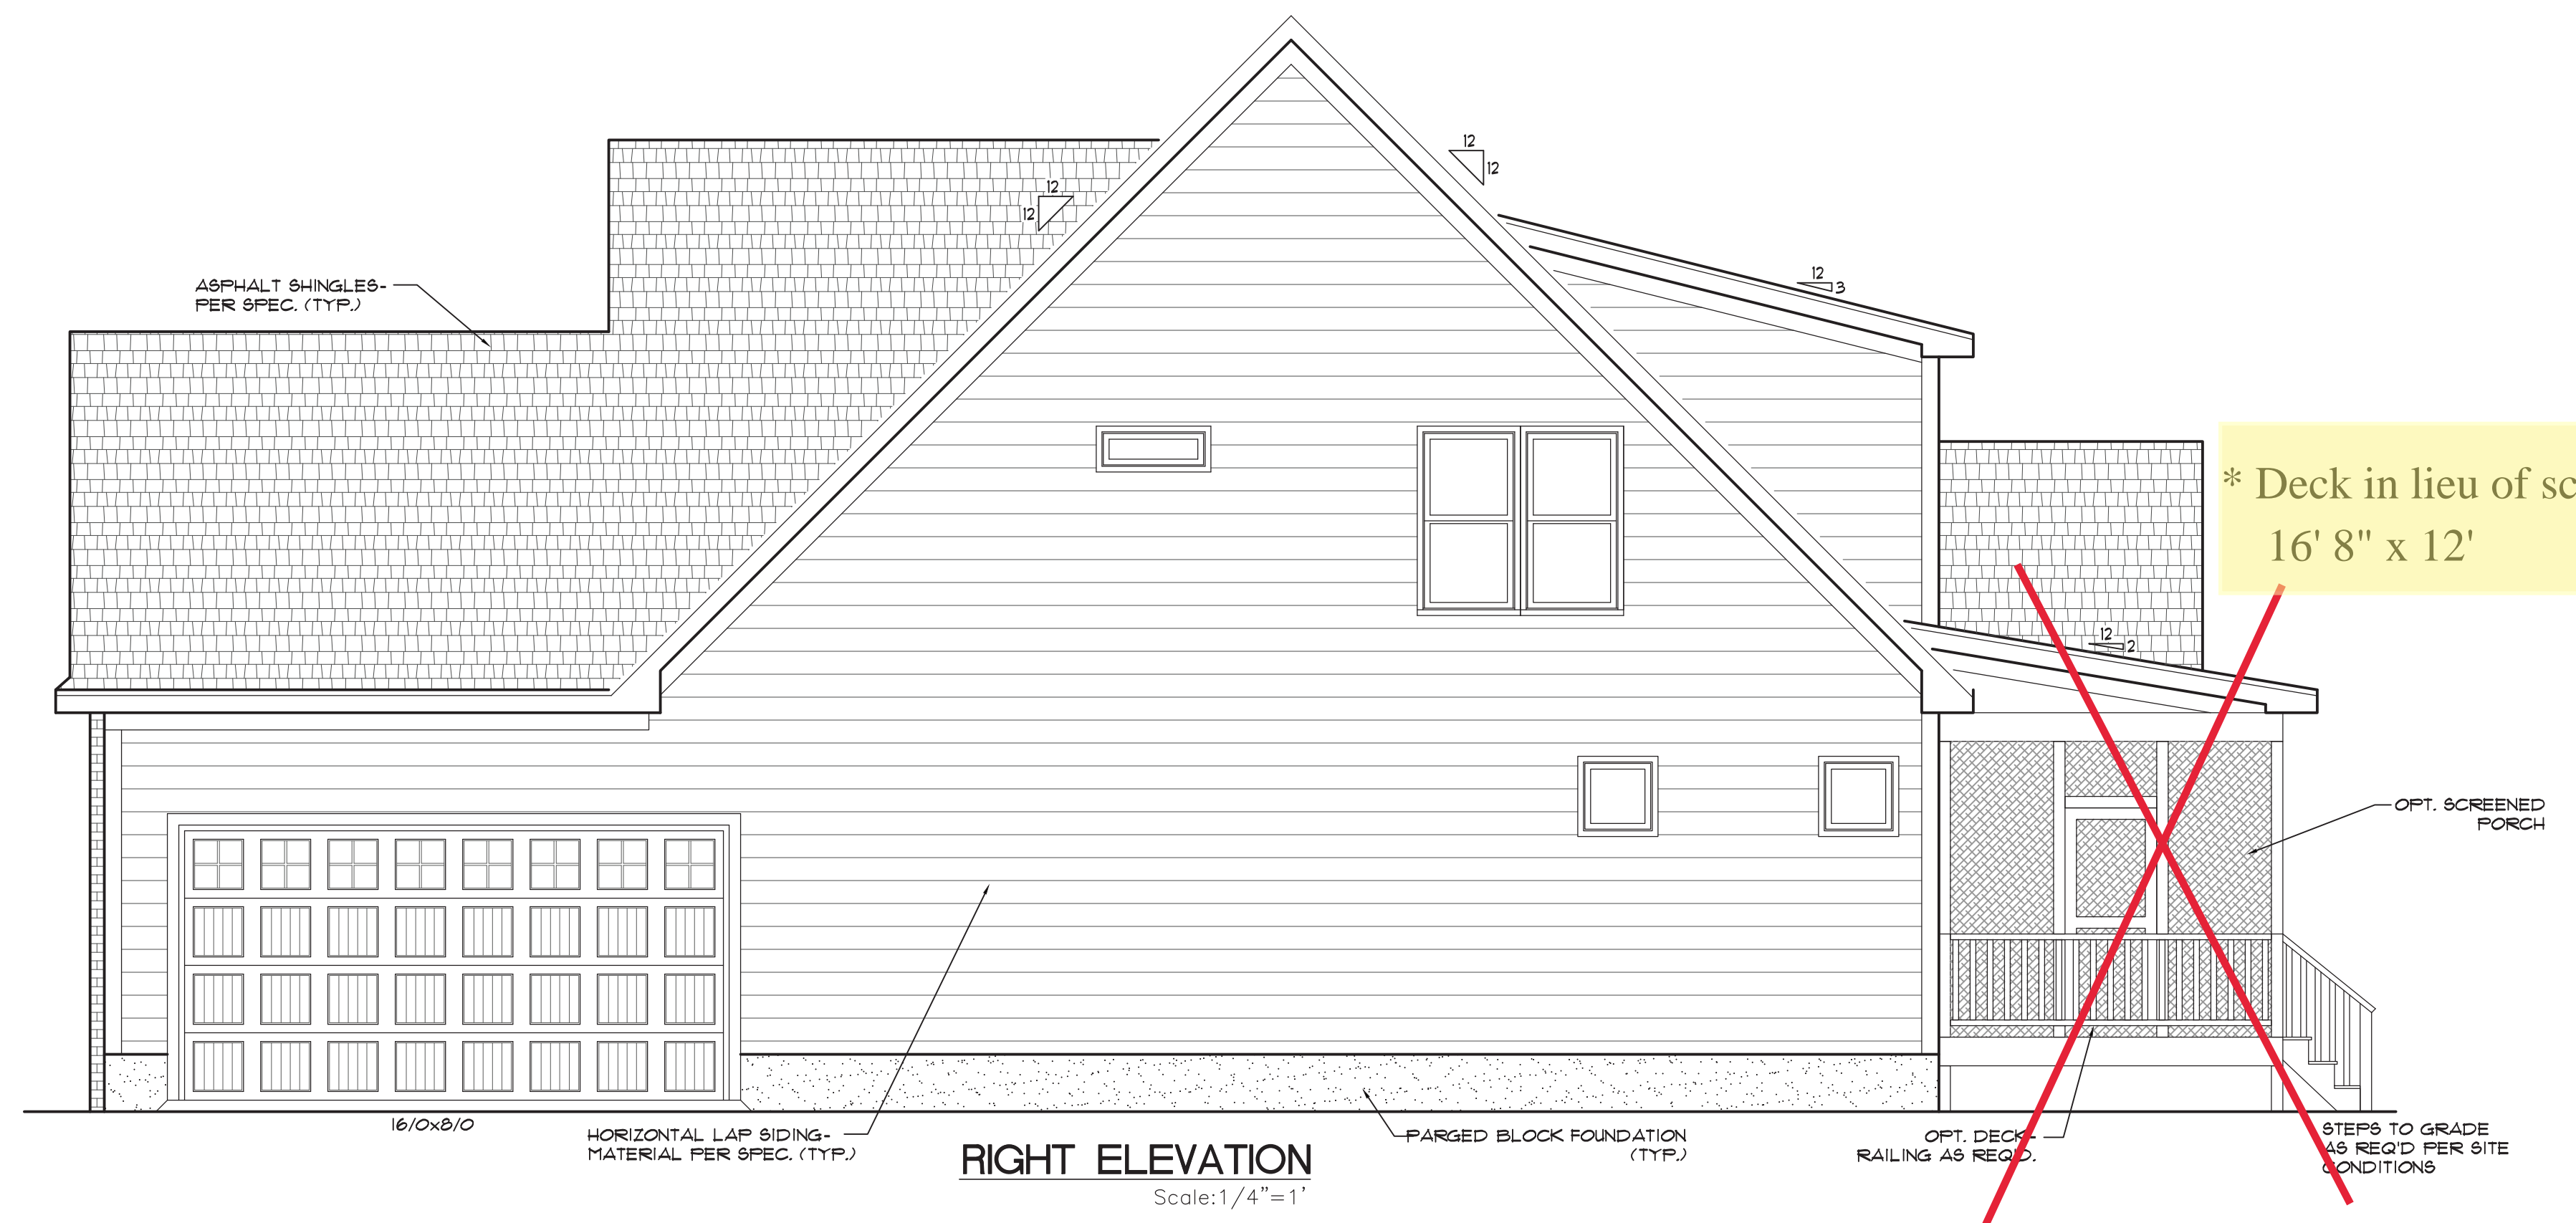 12
12
12
12
12
3
ASPHALT SHINGLES-
PER SPEC. (TYP.)
* Deck in lieu of sc
16' 8" x 12'
12
2
OPT. SCREENED
PORCH
16/0x8/0
HORIZONTAL LAP SIDING-
MATERIAL PER SPEC. (TYP.)
RIGHT ELEVATION
Scale:1/4"=1'
PARGED BLOCK FOUNDATION
(TYP.)
OPT. DECK-
RAILING AS REQ'D.
STEPS TO GRADE
AS REQ'D PER SITE
CONDITIONS